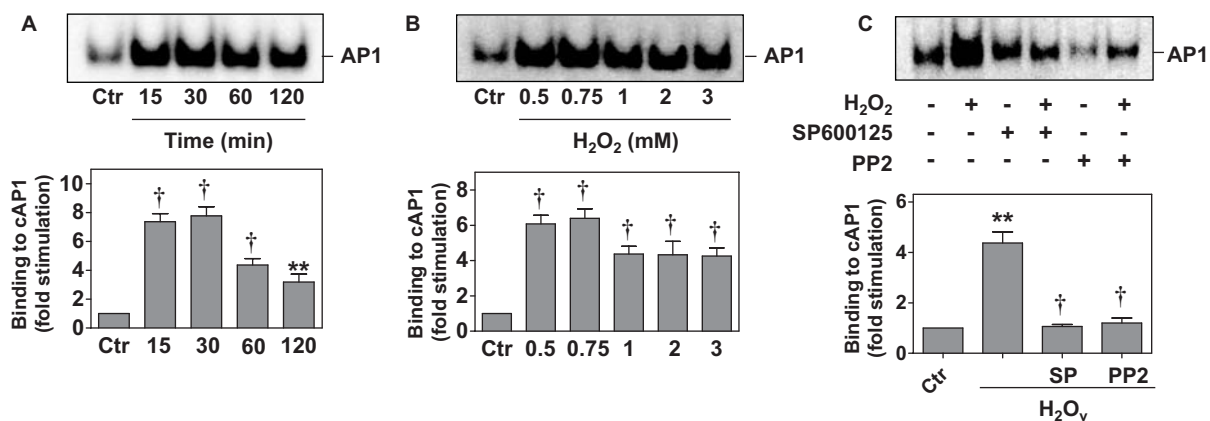 A
AP1
Ctr 15 30 60 120
Time (min)
Binding to cAP1
(fold stimulation)
10
8
6
4
2
0
† † † **
Ctr 15 30 60 120
B
AP1
Ctr 0.5 0.75 1 2 3
H₂O₂ (mM)
Binding to cAP1
(fold stimulation)
8
6
4
2
0
† † † † †
Ctr 0.5 0.75 1 2 3
C
AP1
H₂O₂ - + - + - +
SP600125 - - + + - -
PP2 - - - - + +
Binding to cAP1
(fold stimulation)
6
4
2
0
** † †
Ctr SP PP2
H₂Oᵥ